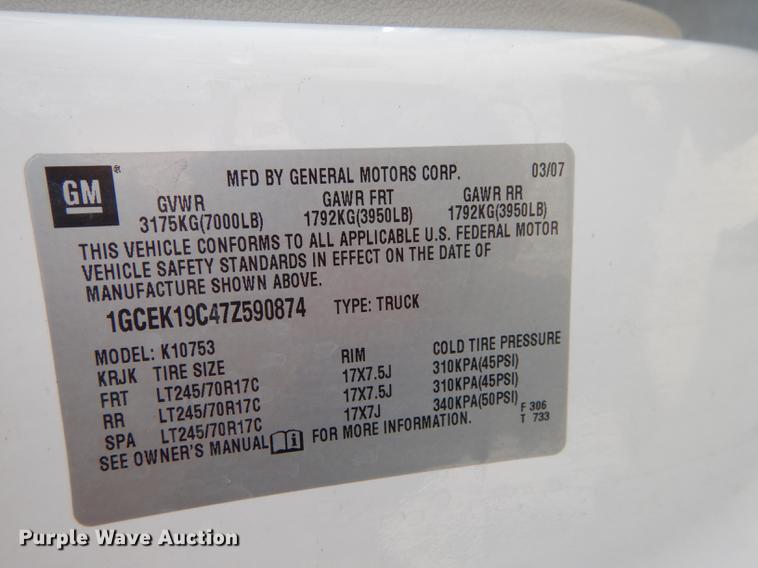 GM® MFD BY GENERAL MOTORS CORP. 03/07
GVWR GAWR FRT GAWR RR
3175KG(7000LB) 1792KG(3950LB) 1792KG(3950LB)
THIS VEHICLE CONFORMS TO ALL APPLICABLE U.S. FEDERAL MOTOR
VEHICLE SAFETY STANDARDS IN EFFECT ON THE DATE OF
MANUFACTURE SHOWN ABOVE.
1GCEK19C47Z590874 TYPE: TRUCK
MODEL: K10753
KRJK TIRE SIZE RIM COLD TIRE PRESSURE
FRT LT245/70R17C 17X7.5J 310KPA(45PSI)
RR LT245/70R17C 17X7.5J 310KPA(45PSI)
SPA LT245/70R17C 17X7J 340KPA(50PSI)
SEE OWNER'S MANUAL FOR MORE INFORMATION.
F 306
T 733
Purple Wave Auction